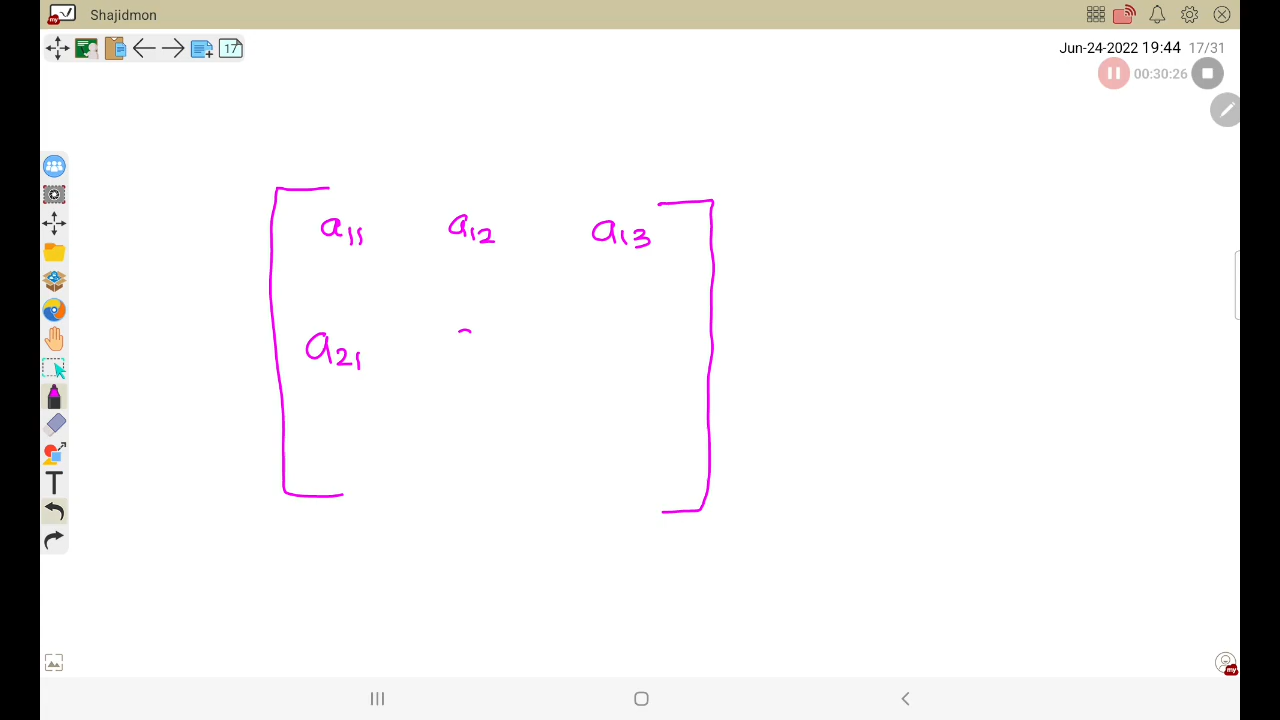 Shajidmon
17
Jun-24-2022 19:44 17/31
00:30:26
a11 a12 a13
a21
T